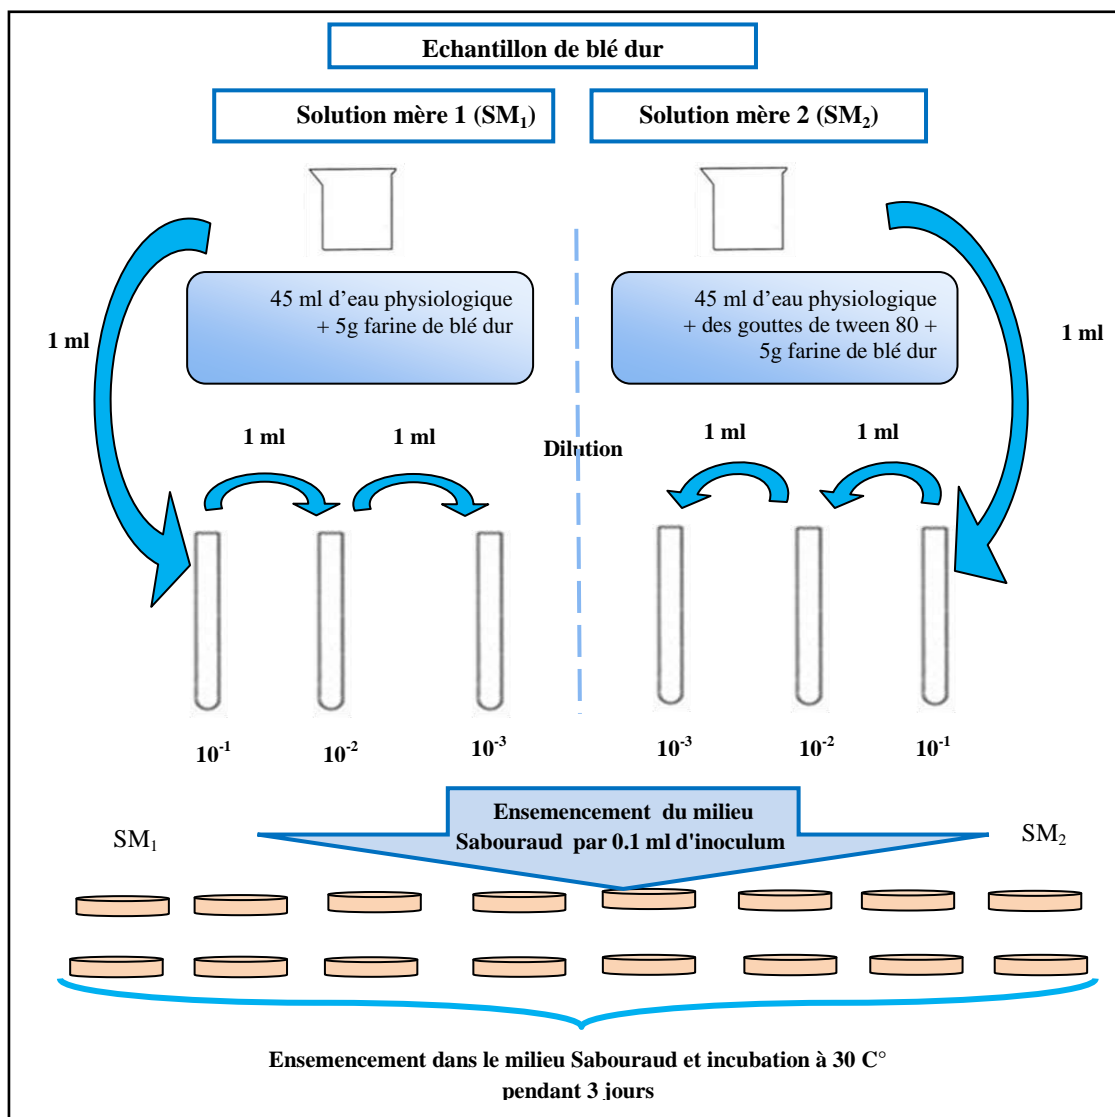 Echantillon de blé dur
Solution mère 1 (SM₁)
Solution mère 2 (SM₂)
45 ml d’eau physiologique
+ 5g farine de blé dur
45 ml d’eau physiologique
+ des gouttes de tween 80 +
5g farine de blé dur
1 ml
1 ml
1 ml
1 ml
Dilution
1 ml
1 ml
10⁻¹
10⁻²
10⁻³
10⁻³
10⁻²
10⁻¹
Ensemencement du milieu
Sabouraud par 0.1 ml d'inoculum
SM₁
SM₂
Ensemencement dans le milieu Sabouraud et incubation à 30 C°
pendant 3 jours